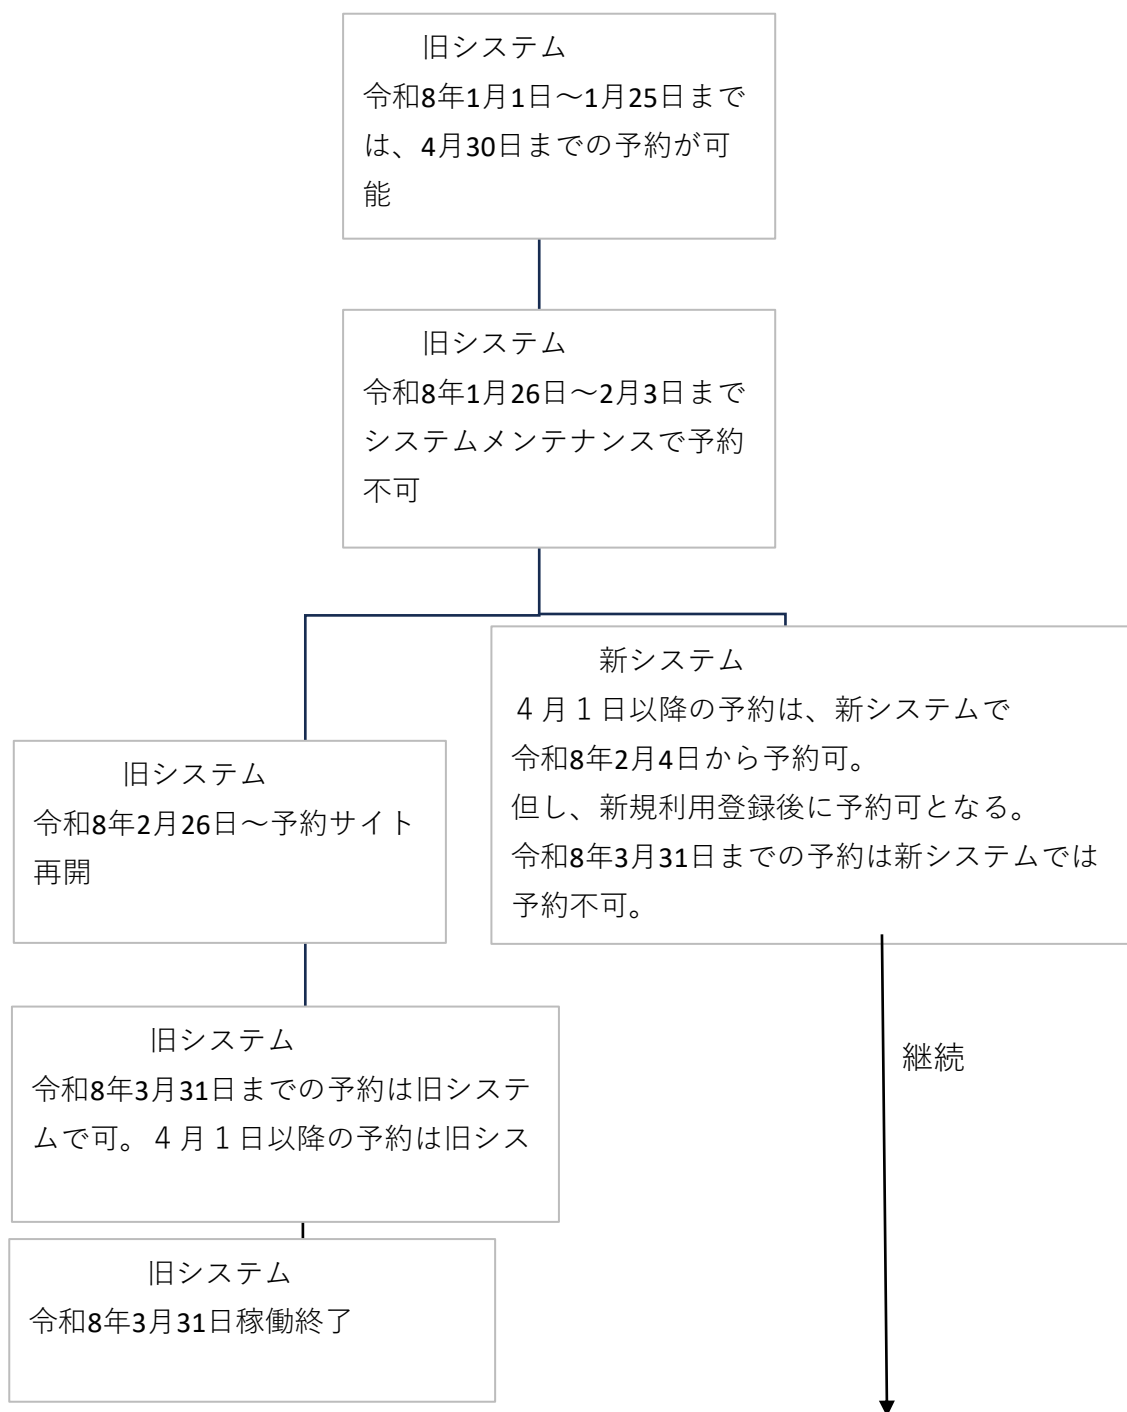 旧システム
令和8年1月1日～1月25日まで
は、4月30日までの予約が可
能
旧システム
令和8年1月26日～2月3日まで
システムメンテナンスで予約
不可
新システム
４月１日以降の予約は、新システムで
令和8年2月4日から予約可。
但し、新規利用登録後に予約可となる。
令和8年3月31日までの予約は新システムでは
予約不可。
旧システム
令和8年2月26日～予約サイト
再開
旧システム
令和8年3月31日までの予約は旧システ
ムで可。４月１日以降の予約は旧シス
継続
旧システム
令和8年3月31日稼働終了